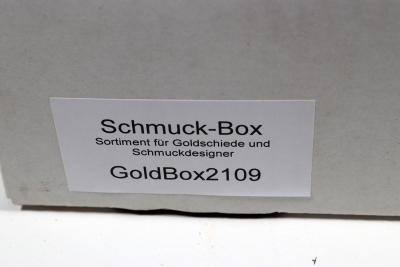 Schmuck-Box
Sortiment für Goldschiede und
Schmuckdesigner
GoldBox2109